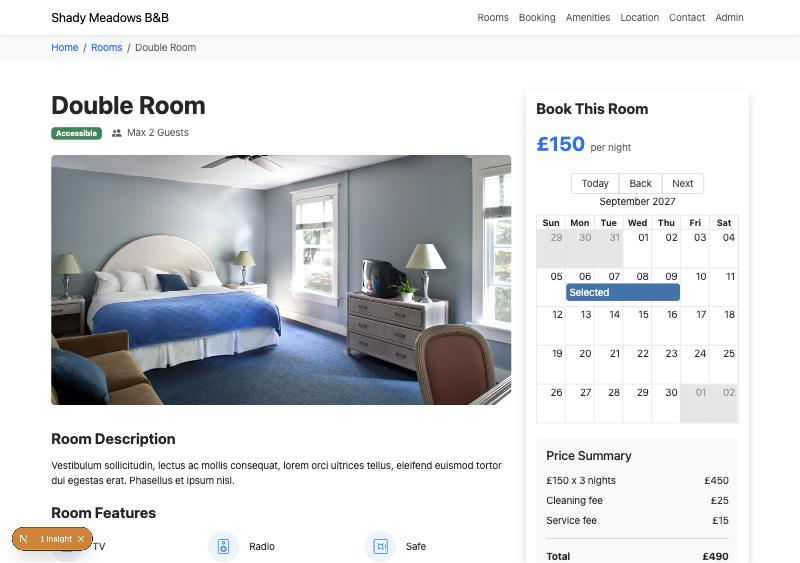 Shady Meadows B&B
Rooms Booking Amenities Location Contact Admin
Home / Rooms / Double Room
Double Room
Accessible Max 2 Guests
Book This Room
£150 per night
Today Back Next
September 2027
Sun Mon Tue Wed Thu Fri Sat
29 30 31 01 02 03 04
05 06 07 08 09 10 11
Selected
12 13 14 15 16 17 18
19 20 21 22 23 24 25
26 27 28 29 30 01 02
Room Description
Vestibulum sollicitudin, lectus ac mollis consequat, lorem orci ultrices tellus, eleifend euismod tortor
dui egestas erat. Phasellus et ipsum nisl.
Room Features
TV Radio Safe
N 1 Insight ×
Price Summary
£150 x 3 nights £450
Cleaning fee £25
Service fee £15
Total £490